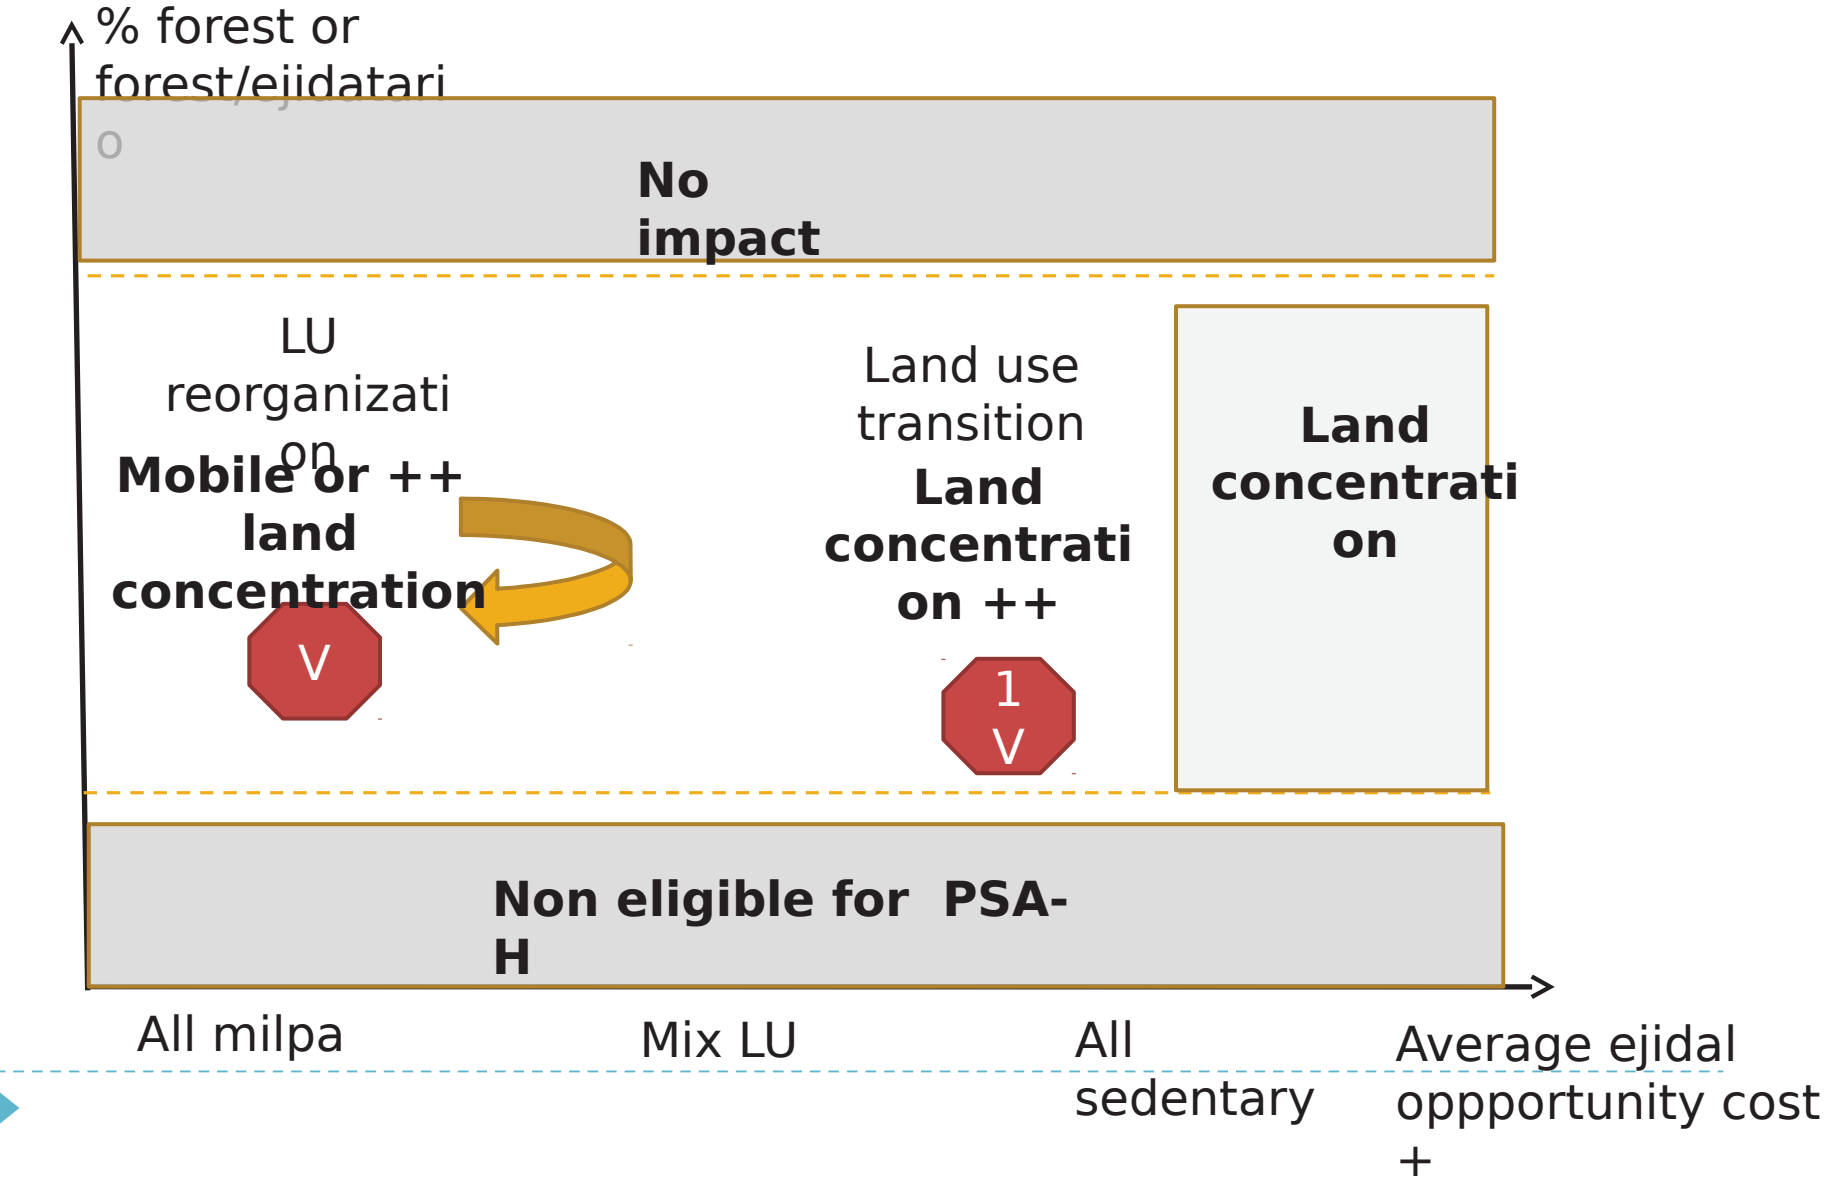 % forest or
forest/ejidatari
o
No
impact
LU
reorganizati
on
Mobile or ++
land
concentration
V
Land use
transition
Land
concentrati
on ++
1
V
Land
concentrati
on
Non eligible for  PSA-
H
All milpa
Mix LU
All
sedentary
Average ejidal
oppportunity cost
+